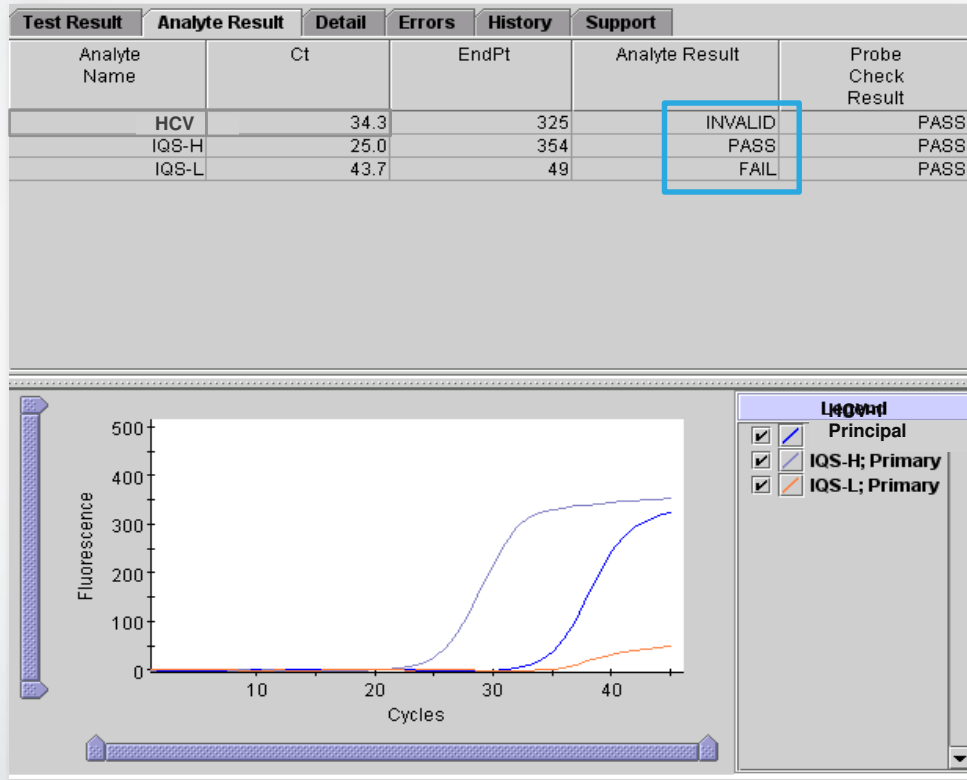 Test Result Analyte Result Detail Errors History Support
Analyte Name Ct EndPt Analyte Result Probe Check Result
HCV 34.3 325 INVALID PASS
IQS-H 25.0 354 PASS PASS
IQS-L 43.7 49 FAIL PASS
Legend
Principal
IQS-H; Primary
IQS-L; Primary
500
400
300
200
100
0
Fluorescence
10 20 30 40
Cycles